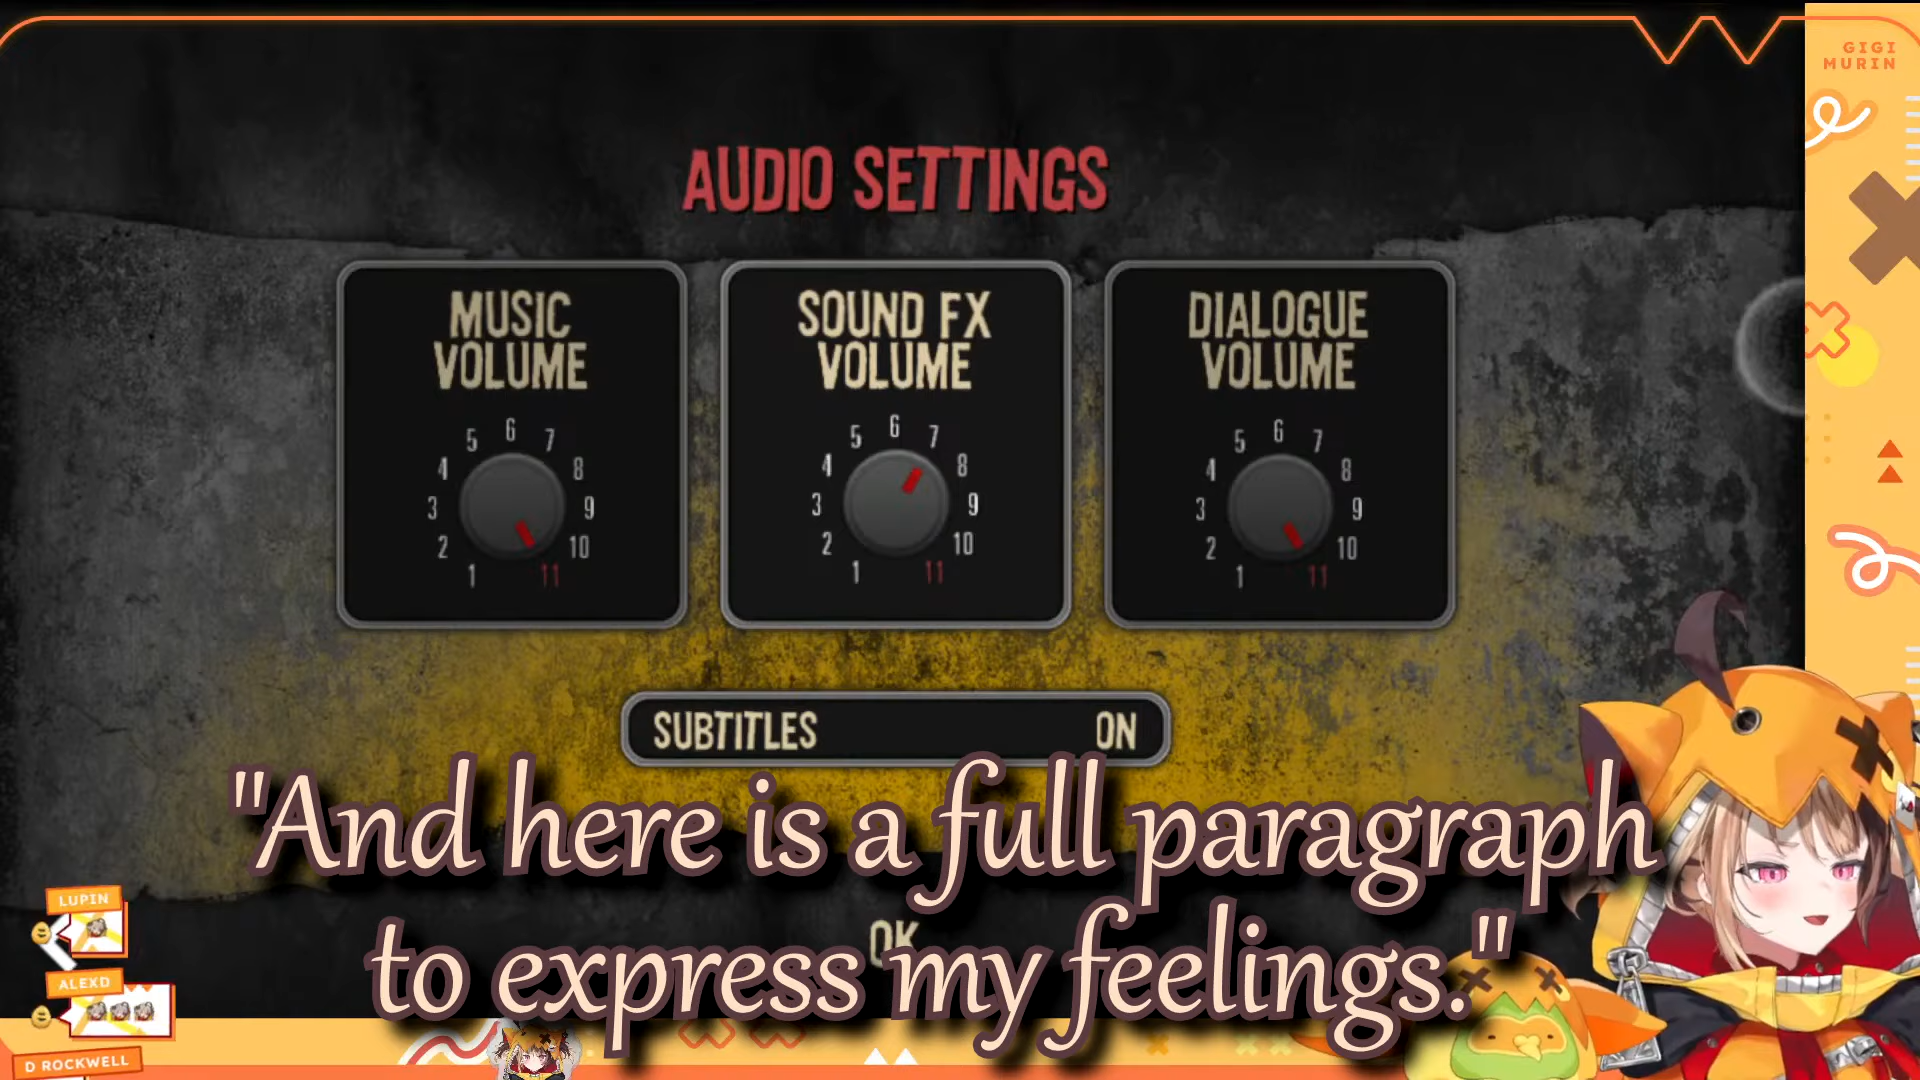 GIGI
MURIN
AUDIO SETTINGS
MUSIC
VOLUME
1
2
3
4
5
6
7
8
9
10
11
SOUND FX
VOLUME
1
2
3
4
5
6
7
8
9
10
11
DIALOGUE
VOLUME
1
2
3
4
5
6
7
8
9
10
11
SUBTITLES ON
"And here is a full paragraph
OK
to express my feelings."
LUPIN
ALEXD
D ROCKWELL